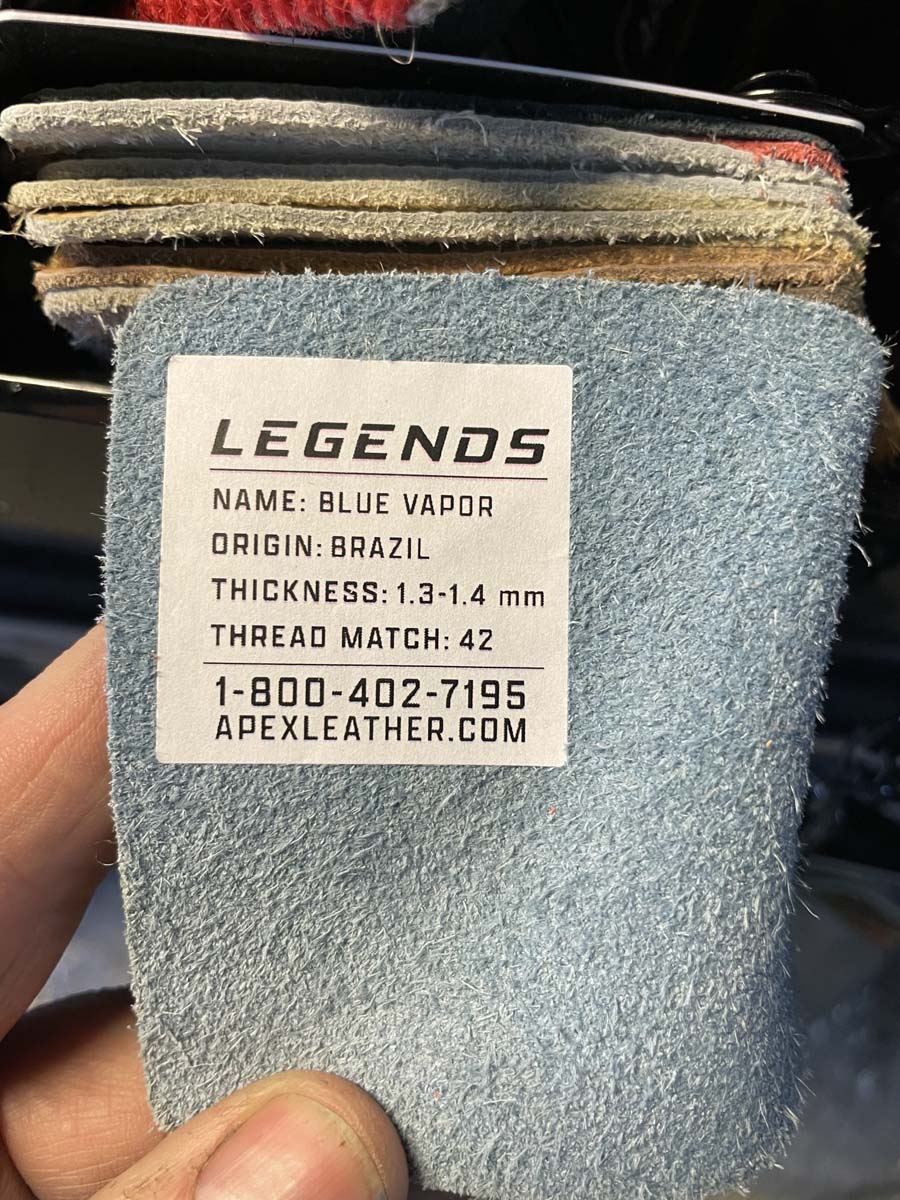 LEGENDS
NAME: BLUE VAPOR
ORIGIN: BRAZIL
THICKNESS: 1.3-1.4 mm
THREAD MATCH: 42
1-800-402-7195
APEXLEATHER.COM